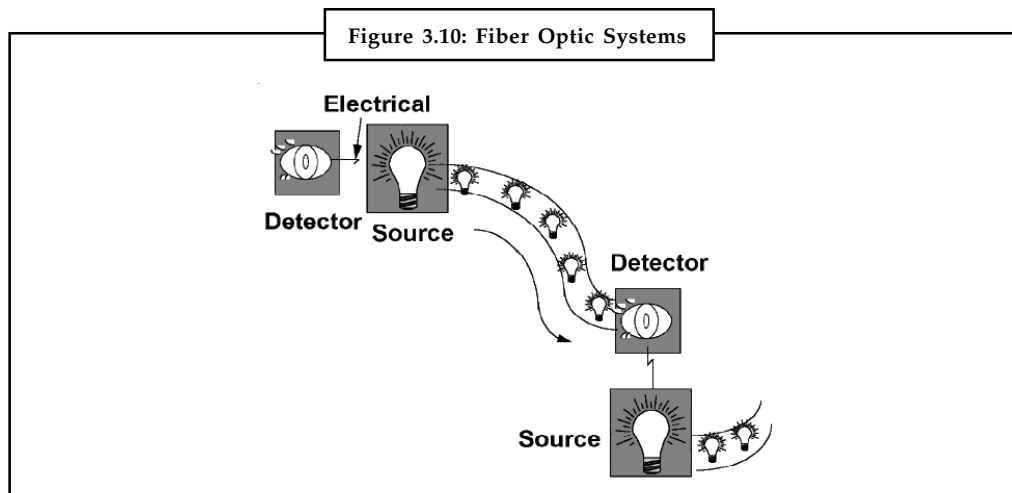 Figure 3.10: Fiber Optic Systems
Electrical
Detector
Source
Detector
Source